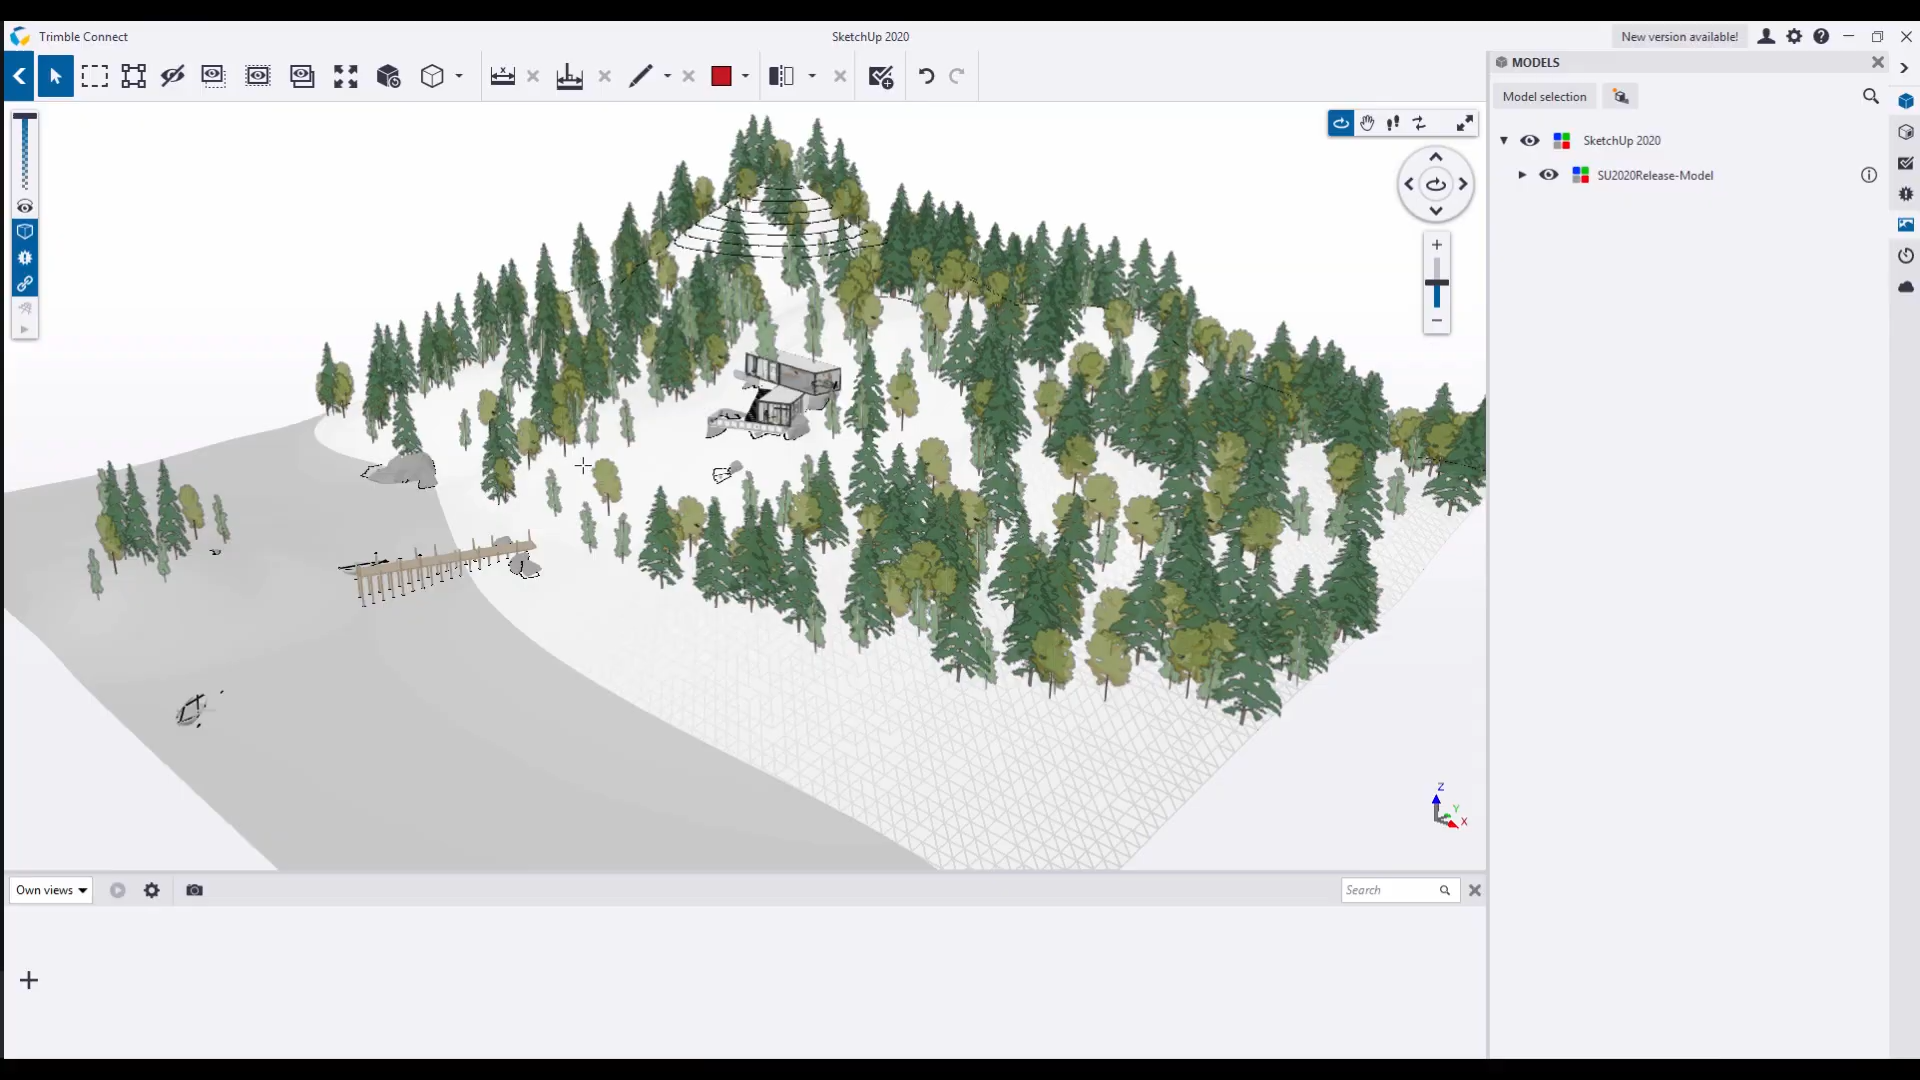 Trimble Connect
SketchUp 2020
New version available!
MODELS
Model selection
SketchUp 2020
SU2020Release-Model
Z
Y
X
Own views
Search